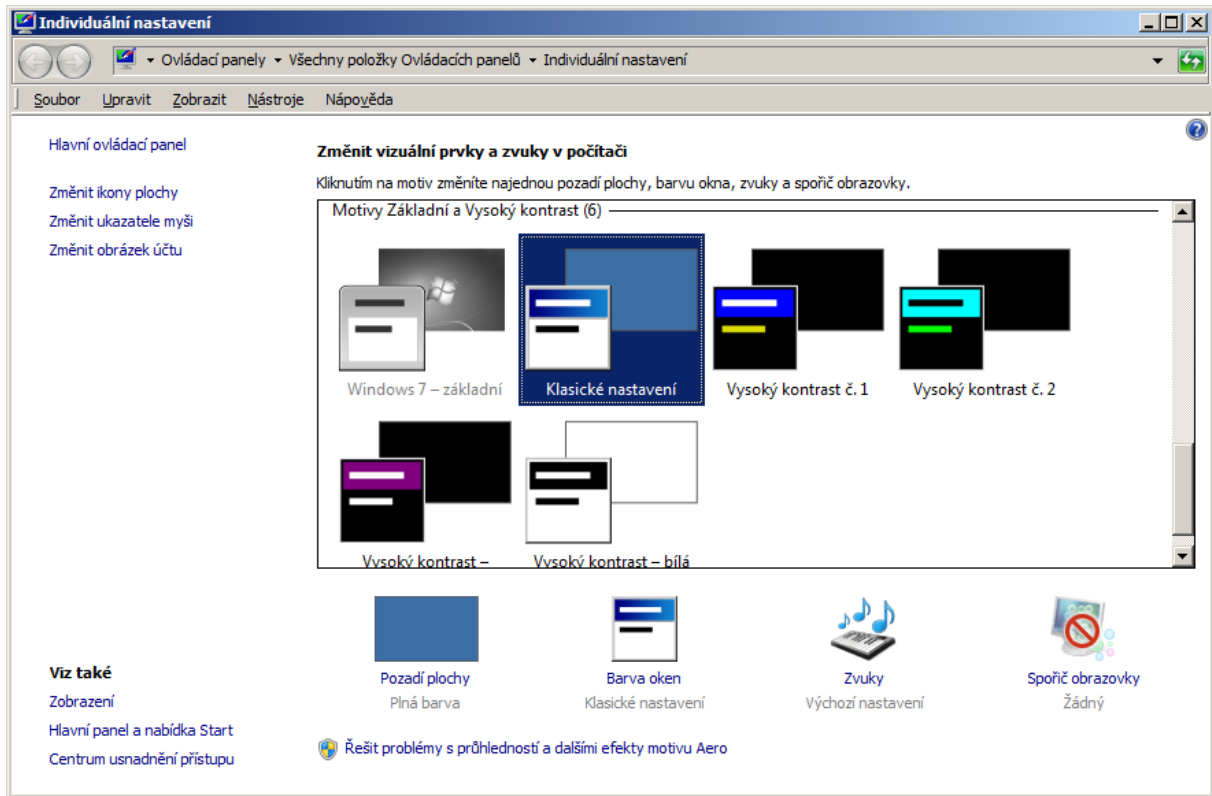 Individuální nastavení
Ovládací panely Všechny položky Ovládacích panelů Individuální nastavení
Soubor Upravit Zobrazit Nástroje Nápověda
Hlavní ovládací panel
Změnit ikony plochy
Změnit ukazatele myši
Změnit obrázek účtu
Změnit vizuální prvky a zvuky v počítači
Kliknutím na motiv změníte najednou pozadí plochy, barvu okna, zvuky a spořič obrazovky.
Motivy Základní a Vysoký kontrast (6)
Windows 7 – základní
Klasické nastavení
Vysoký kontrast č. 1
Vysoký kontrast č. 2
Vysoký kontrast –
Vysoký kontrast – bílá
Pozadí plochy
Plná barva
Barva oken
Klasické nastavení
Zvuky
Výchozí nastavení
Spořič obrazovky
Žádný
Viz také
Zobrazení
Hlavní panel a nabídka Start
Centrum usnadnění přístupu
Řešit problémy s průhledností a dalšími efekty motivu Aero